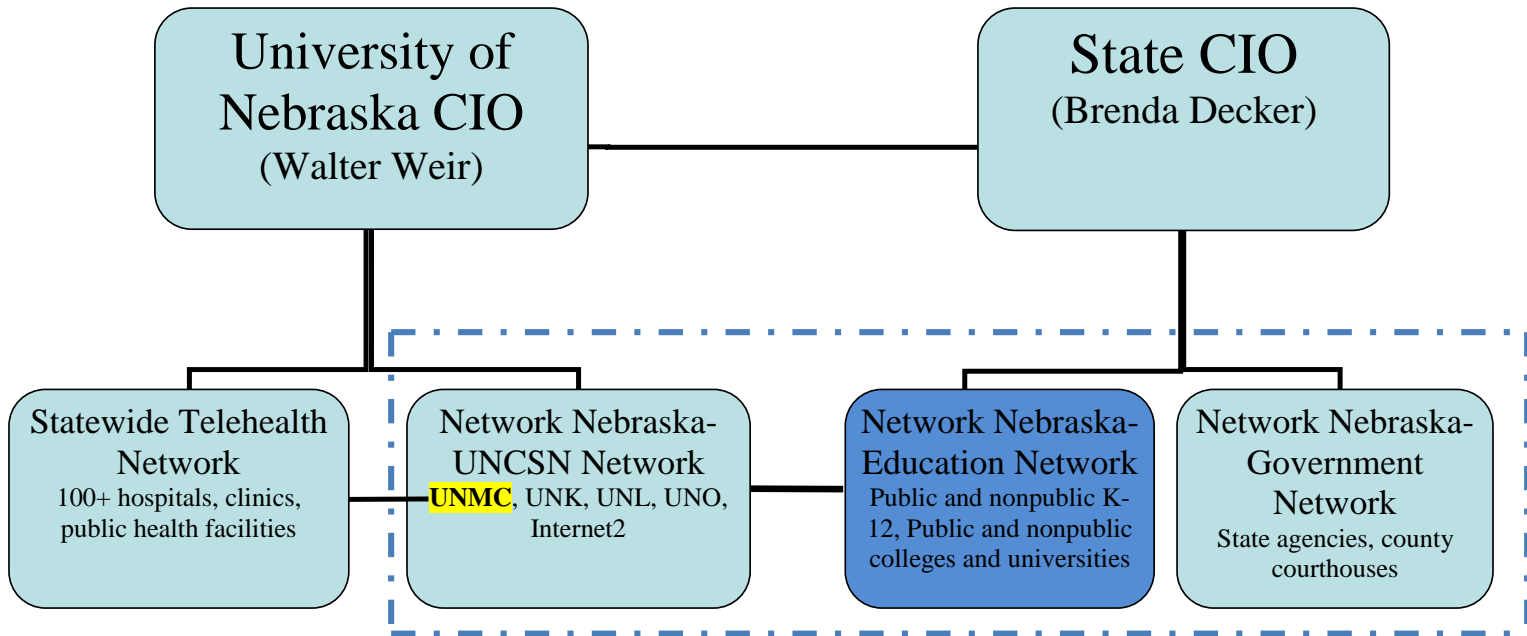 University of
Nebraska CIO
(Walter Weir)
State CIO
(Brenda Decker)
Statewide Telehealth
Network
100+ hospitals, clinics,
public health facilities
Network Nebraska-
UNCSN Network
UNMC, UNK, UNL, UNO,
Internet2
Network Nebraska-
Education Network
Public and nonpublic K-
12, Public and nonpublic
colleges and universities
Network Nebraska-
Government
Network
State agencies, county
courthouses